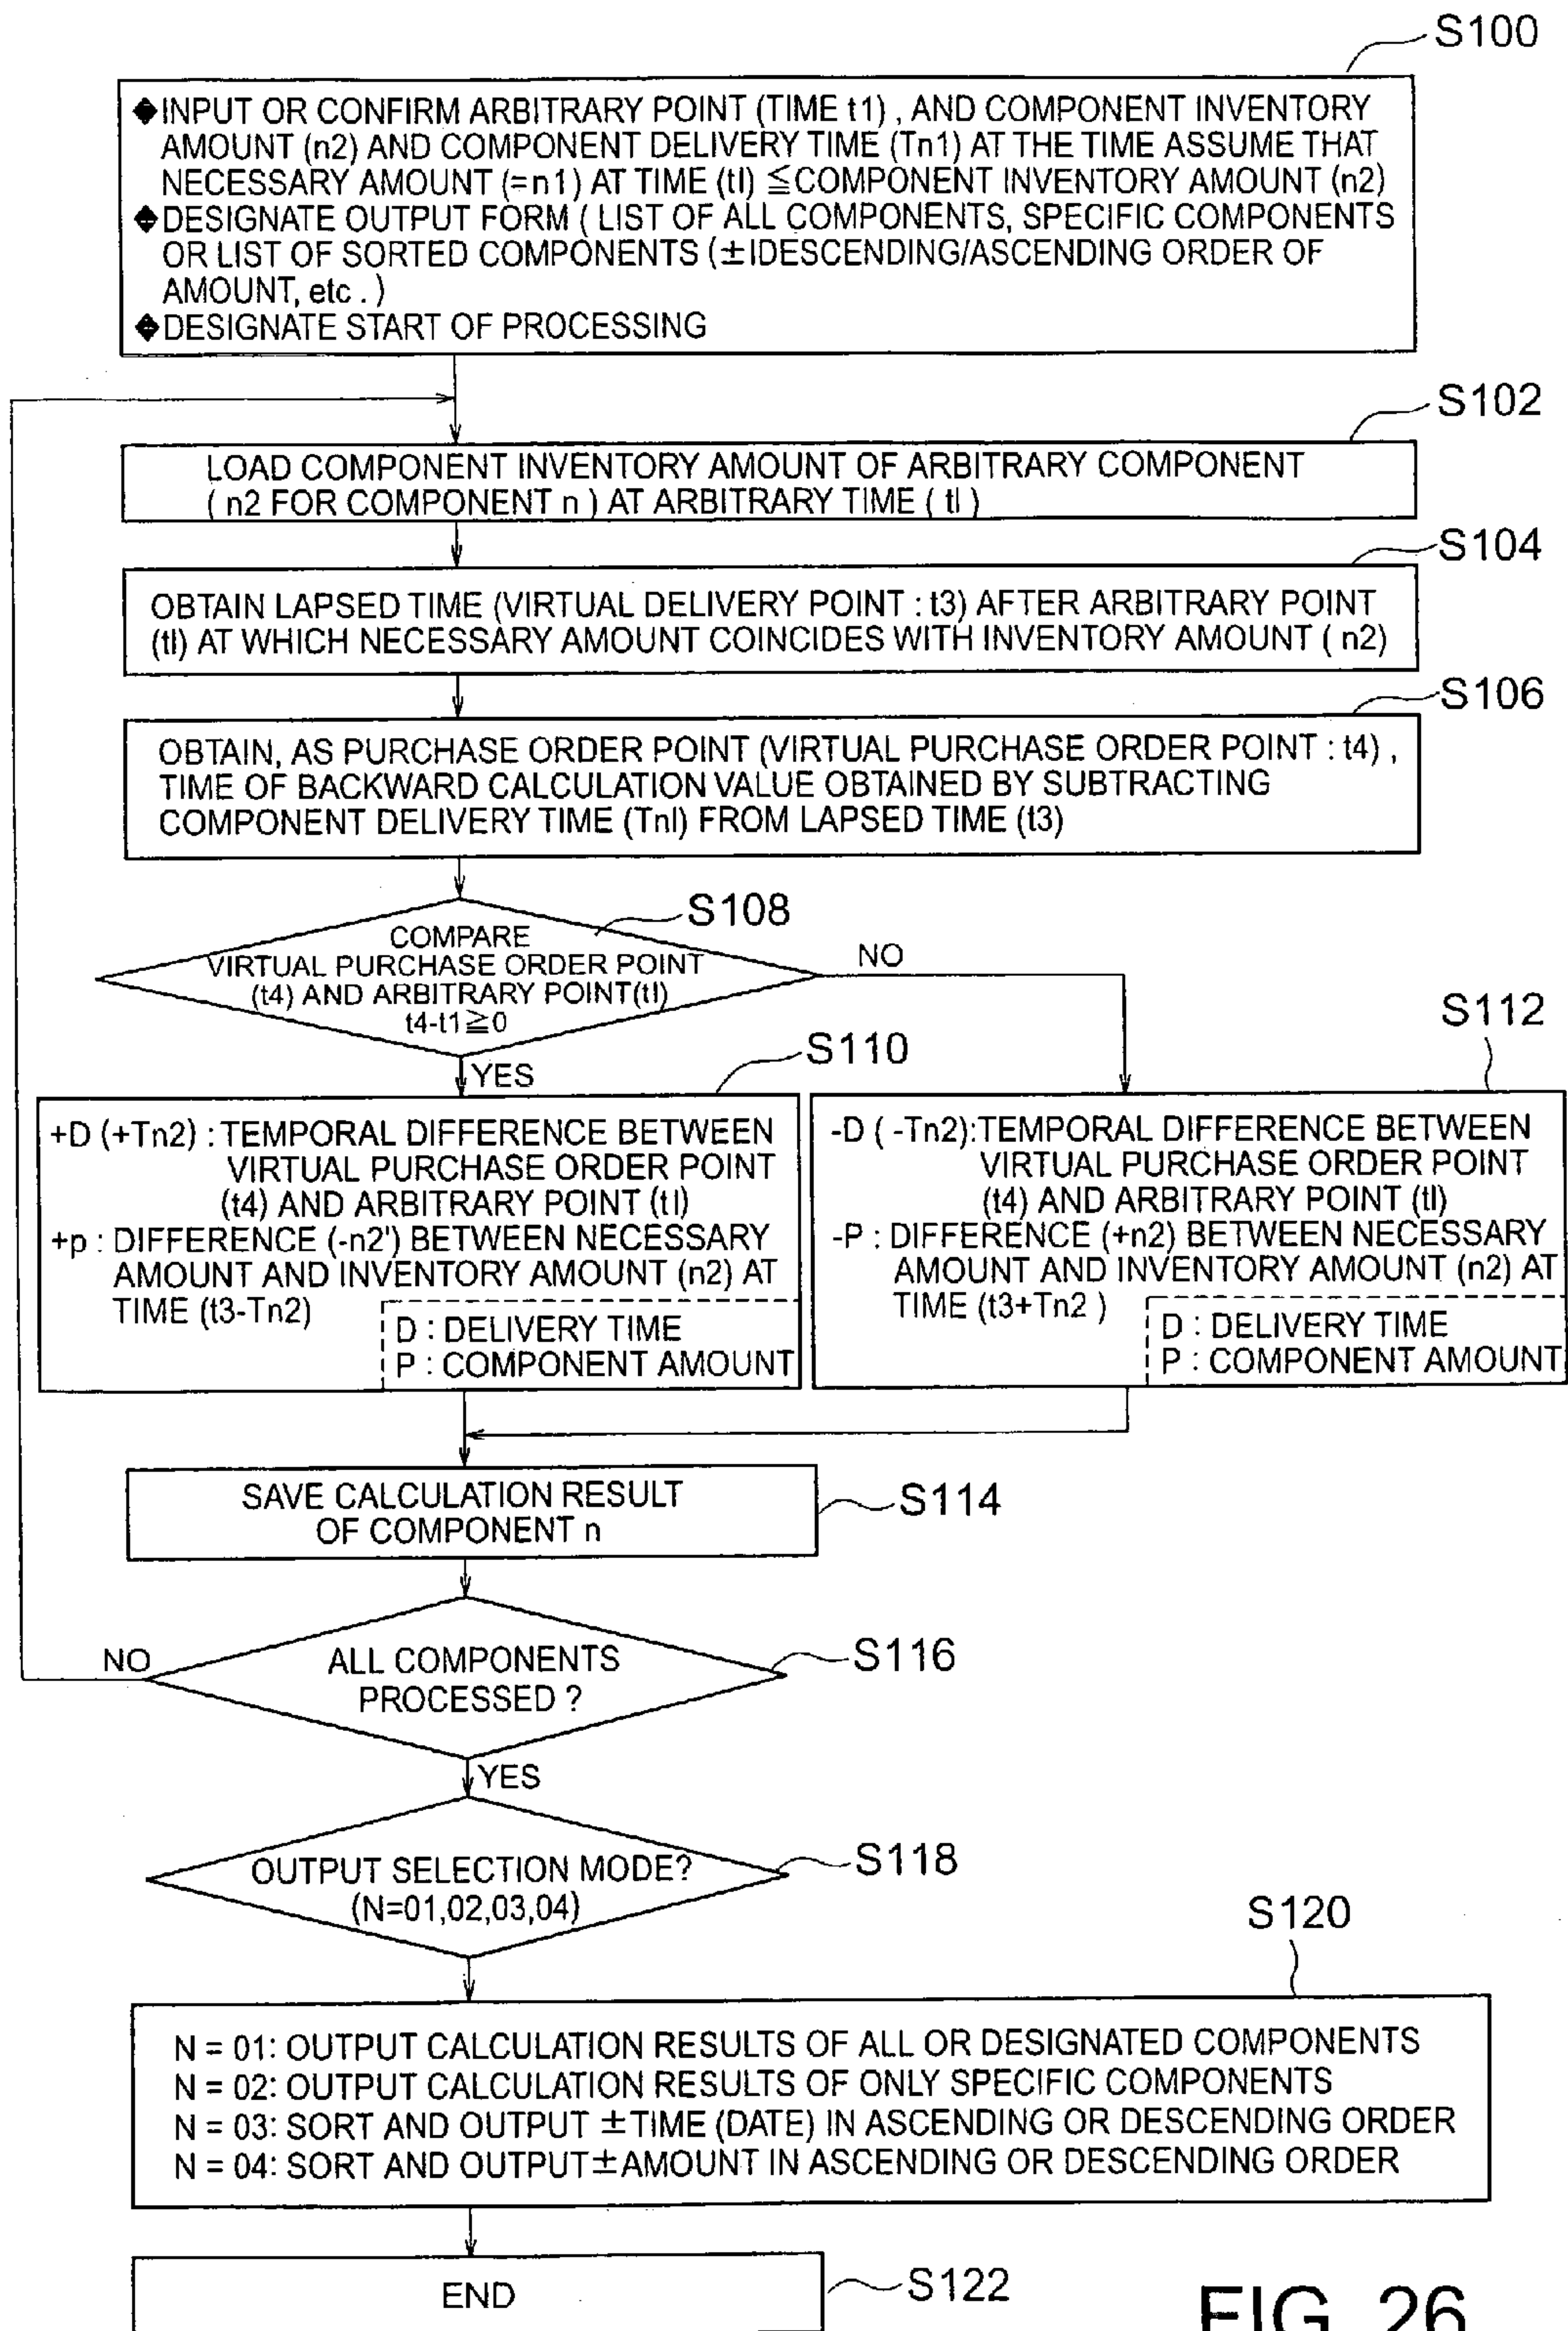 S100
◆INPUT OR CONFIRM ARBITRARY POINT (TIME t1) , AND COMPONENT INVENTORY
AMOUNT (n2) AND COMPONENT DELIVERY TIME (Tn1) AT THE TIME ASSUME THAT
NECESSARY AMOUNT (=n1) AT TIME (tl) ≦COMPONENT INVENTORY AMOUNT (n2)
◆DESIGNATE OUTPUT FORM ( LIST OF ALL COMPONENTS, SPECIFIC COMPONENTS
OR LIST OF SORTED COMPONENTS (±IDESCENDING/ASCENDING ORDER OF
AMOUNT, etc . )
◆DESIGNATE START OF PROCESSING
S102
LOAD COMPONENT INVENTORY AMOUNT OF ARBITRARY COMPONENT
( n2 FOR COMPONENT n ) AT ARBITRARY TIME ( tl )
S104
OBTAIN LAPSED TIME (VIRTUAL DELIVERY POINT : t3) AFTER ARBITRARY POINT
(tl) AT WHICH NECESSARY AMOUNT COINCIDES WITH INVENTORY AMOUNT ( n2)
S106
OBTAIN, AS PURCHASE ORDER POINT (VIRTUAL PURCHASE ORDER POINT : t4) ,
TIME OF BACKWARD CALCULATION VALUE OBTAINED BY SUBTRACTING
COMPONENT DELIVERY TIME (Tnl) FROM LAPSED TIME (t3)
S108
COMPARE
VIRTUAL PURCHASE ORDER POINT
(t4) AND ARBITRARY POINT(tl)
t4-t1≧0
NO
YES
S110
+D (+Tn2) : TEMPORAL DIFFERENCE BETWEEN
VIRTUAL PURCHASE ORDER POINT
(t4) AND ARBITRARY POINT (tl)
+p : DIFFERENCE (-n2') BETWEEN NECESSARY
AMOUNT AND INVENTORY AMOUNT (n2) AT
TIME (t3-Tn2)
D : DELIVERY TIME
P : COMPONENT AMOUNT
S112
-D ( -Tn2):TEMPORAL DIFFERENCE BETWEEN
VIRTUAL PURCHASE ORDER POINT
(t4) AND ARBITRARY POINT (tl)
-P : DIFFERENCE (+n2) BETWEEN NECESSARY
AMOUNT AND INVENTORY AMOUNT (n2) AT
TIME (t3+Tn2 )
D : DELIVERY TIME
P : COMPONENT AMOUNT
SAVE CALCULATION RESULT
OF COMPONENT n
S114
NO
ALL COMPONENTS
PROCESSED ?
S116
YES
OUTPUT SELECTION MODE?
(N=01,02,03,04)
S118
S120
N = 01: OUTPUT CALCULATION RESULTS OF ALL OR DESIGNATED COMPONENTS
N = 02: OUTPUT CALCULATION RESULTS OF ONLY SPECIFIC COMPONENTS
N = 03: SORT AND OUTPUT ±TIME (DATE) IN ASCENDING OR DESCENDING ORDER
N = 04: SORT AND OUTPUT±AMOUNT IN ASCENDING OR DESCENDING ORDER
END
S122
FIG. 26